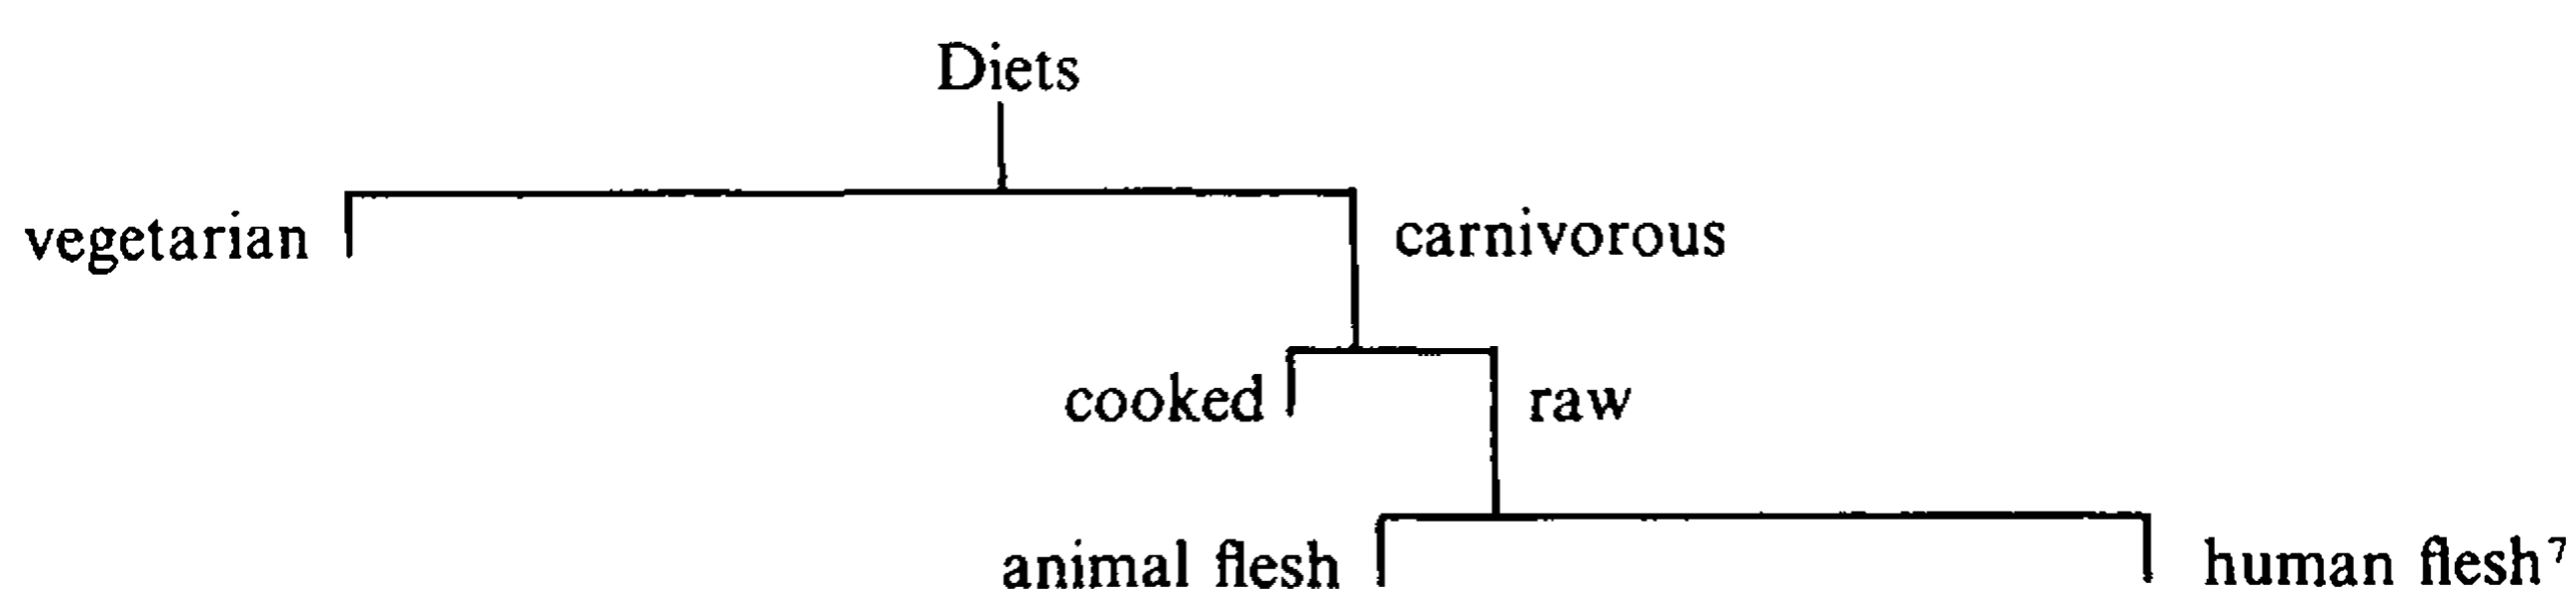 Diets
vegetarian carnivorous
cooked raw
animal flesh human flesh⁷